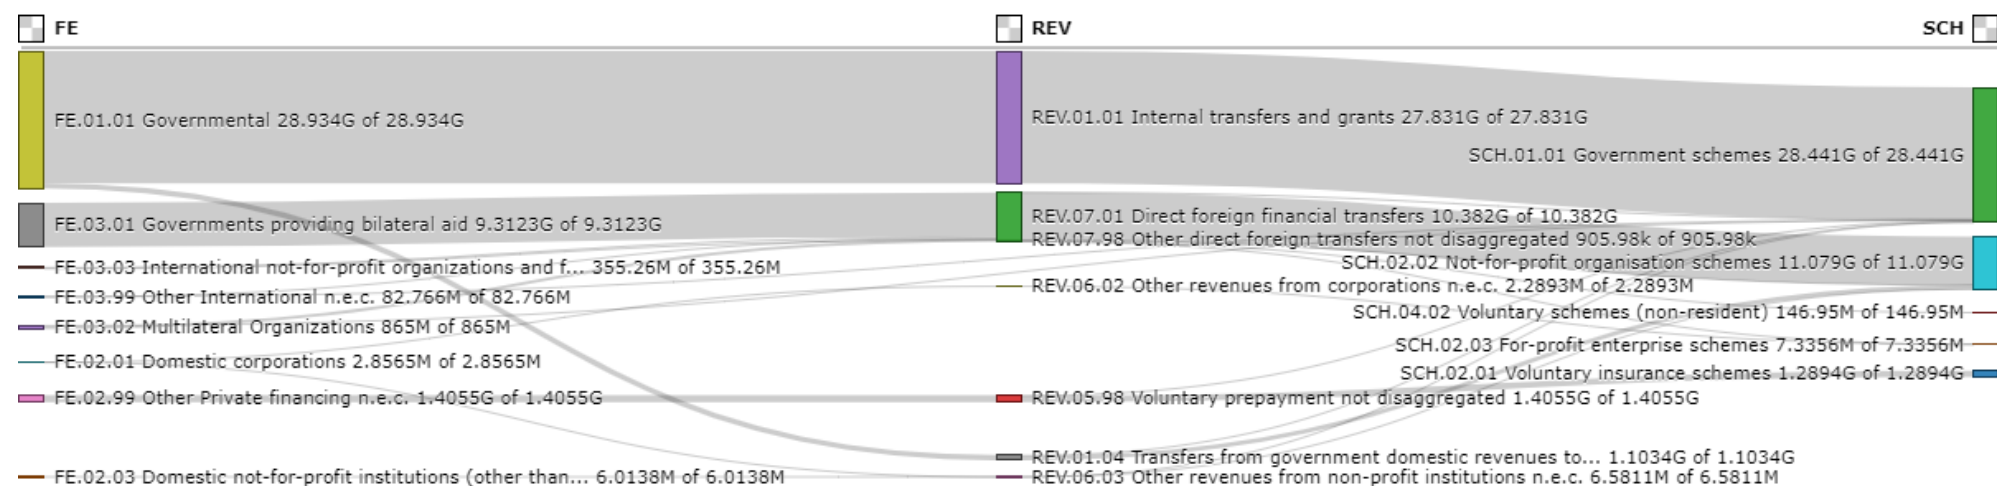 FE
REV
SCH
FE.01.01 Governmental 28.934G of 28.934G
FE.03.01 Governments providing bilateral aid 9.3123G of 9.3123G
FE.03.03 International not-for-profit organizations and f... 355.26M of 355.26M
FE.03.99 Other International n.e.c. 82.766M of 82.766M
FE.03.02 Multilateral Organizations 865M of 865M
FE.02.01 Domestic corporations 2.8565M of 2.8565M
FE.02.99 Other Private financing n.e.c. 1.4055G of 1.4055G
FE.02.03 Domestic not-for-profit institutions (other than... 6.0138M of 6.0138M
REV.01.01 Internal transfers and grants 27.831G of 27.831G
REV.07.01 Direct foreign financial transfers 10.382G of 10.382G
REV.07.98 Other direct foreign transfers not disaggregated 905.98k of 905.98k
REV.06.02 Other revenues from corporations n.e.c. 2.2893M of 2.2893M
REV.05.98 Voluntary prepayment not disaggregated 1.4055G of 1.4055G
REV.01.04 Transfers from government domestic revenues to... 1.1034G of 1.1034G
REV.06.03 Other revenues from non-profit institutions n.e.c. 6.5811M of 6.5811M
SCH.01.01 Government schemes 28.441G of 28.441G
SCH.02.02 Not-for-profit organisation schemes 11.079G of 11.079G
SCH.04.02 Voluntary schemes (non-resident) 146.95M of 146.95M
SCH.02.03 For-profit enterprise schemes 7.3356M of 7.3356M
SCH.02.01 Voluntary insurance schemes 1.2894G of 1.2894G